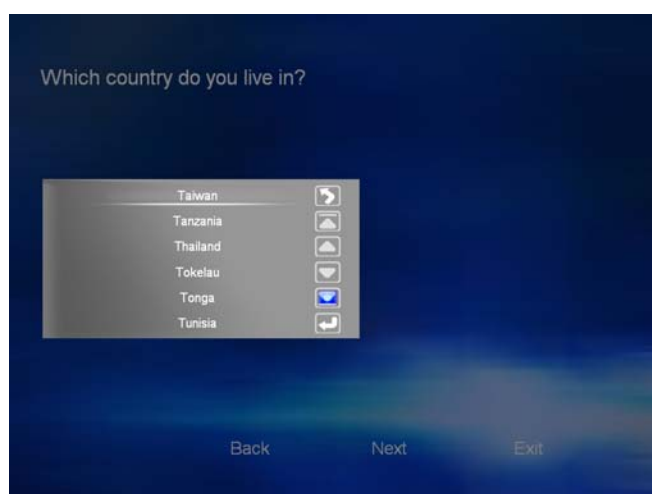 Which country do you live in?
Taiwan
Tanzania
Thailand
Tokelau
Tonga
Tunisia
Back Next Exit